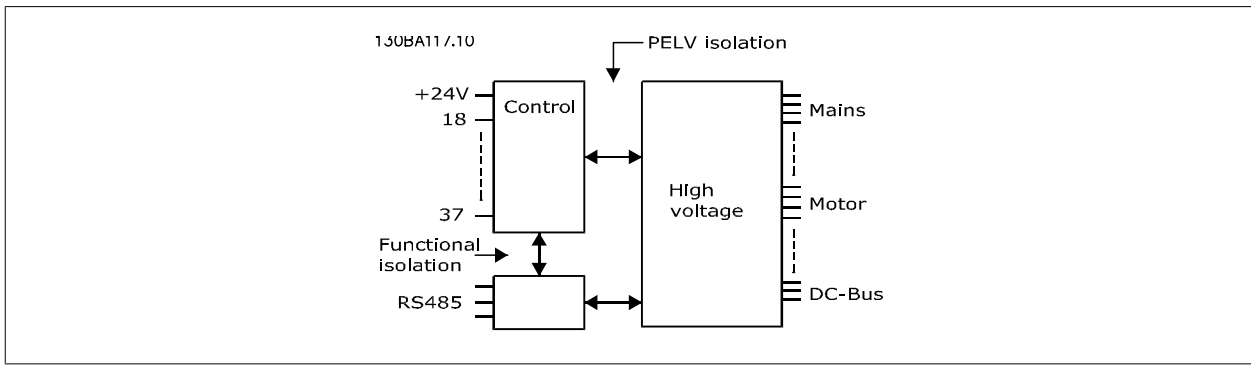 130BA117.10
PELV isolation
+24V
Control
18
37
Functional
isolation
RS485
High
voltage
Mains
Motor
DC-Bus